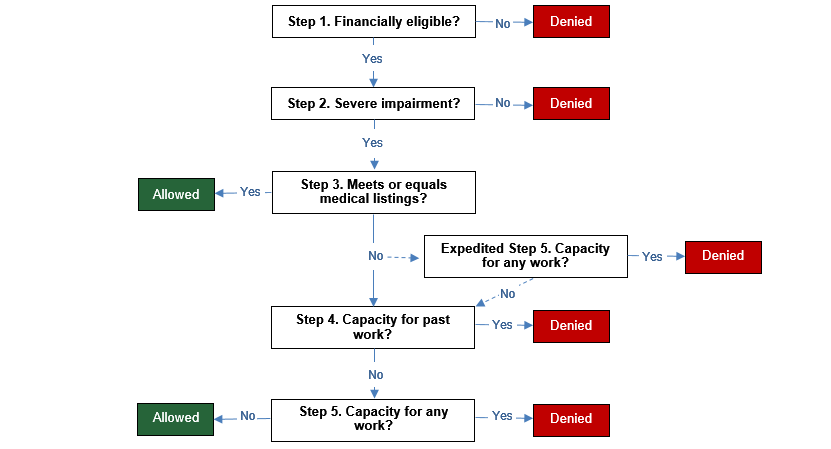 Step 1. Financially eligible?
No
Denied
Yes
Step 2. Severe impairment?
No
Denied
Yes
Allowed
Yes
Step 3. Meets or equals
medical listings?
No
Expedited Step 5. Capacity
for any work?
Yes
Denied
No
Step 4. Capacity for past
work?
Yes
Denied
No
Allowed
No
Step 5. Capacity for any
work?
Yes
Denied